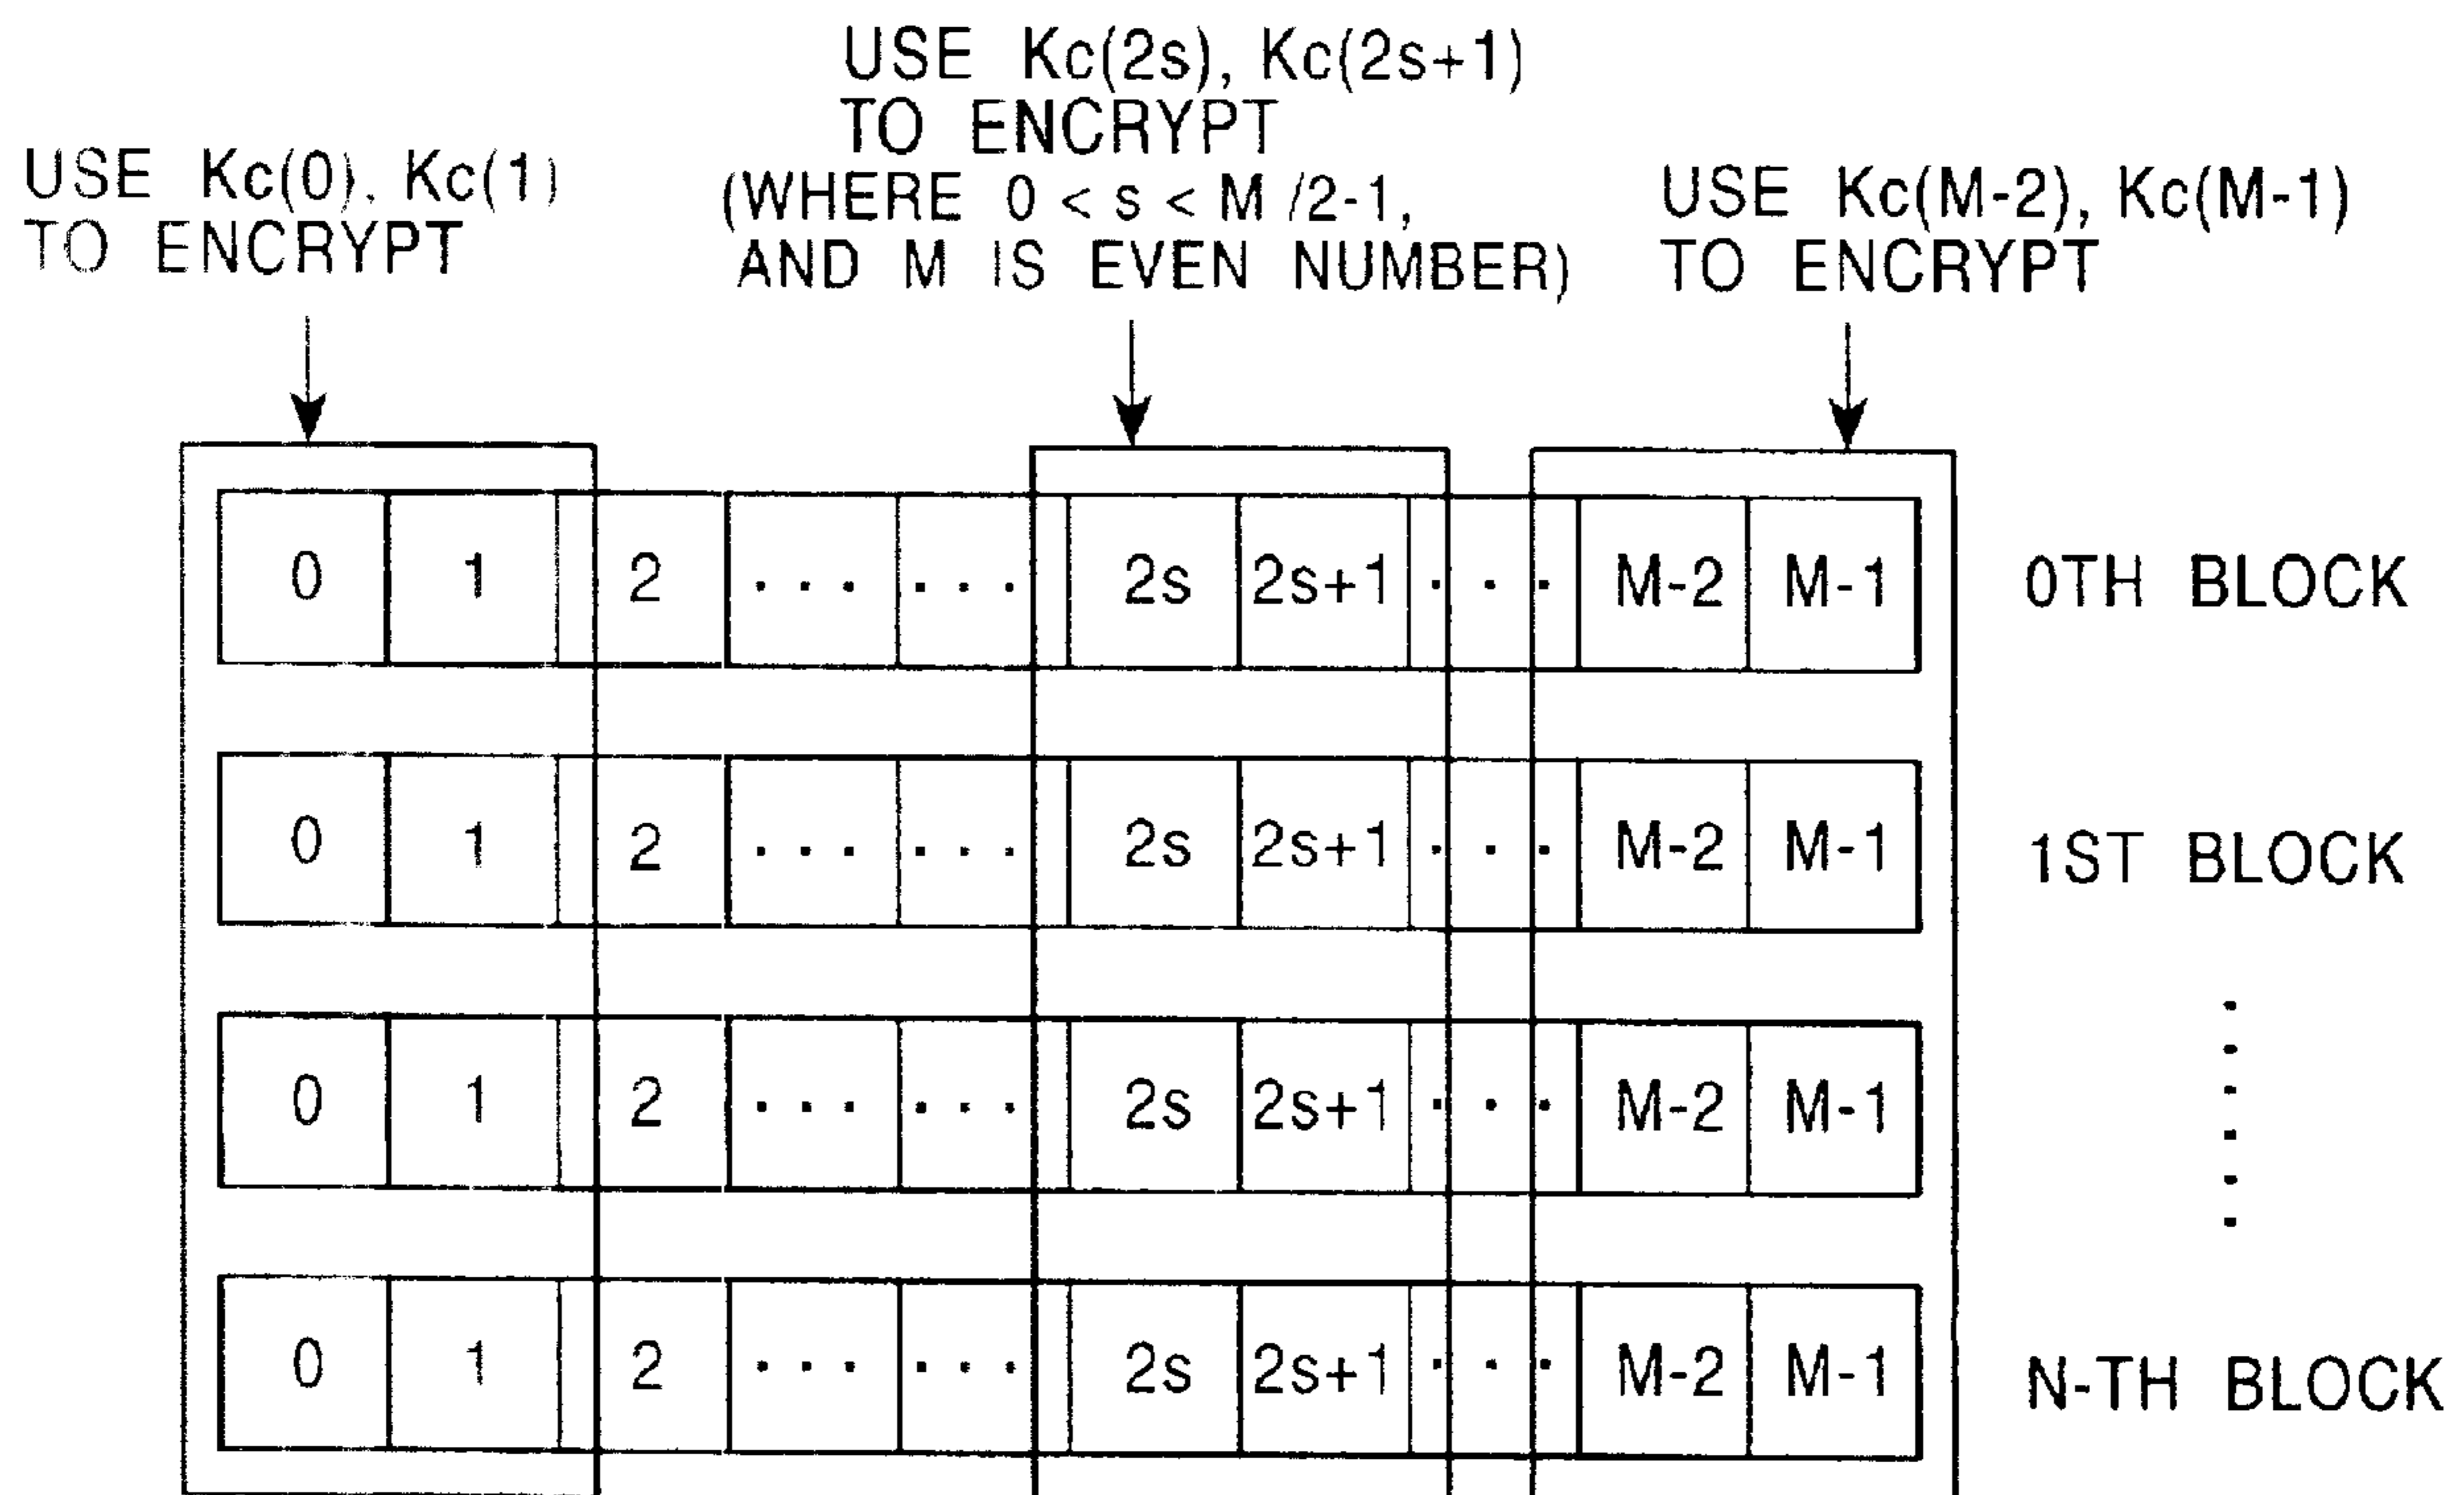 USE Kc(2s), Kc(2s+1)
TO ENCRYPT
(WHERE 0 < s < M /2-1,
AND M IS EVEN NUMBER)
USE Kc(0), Kc(1)
TO ENCRYPT
USE Kc(M-2), Kc(M-1)
TO ENCRYPT
0 1 2 ... ... 2s 2s+1 ... M-2 M-1 0TH BLOCK
0 1 2 ... ... 2s 2s+1 ... M-2 M-1 1ST BLOCK
0 1 2 ... ... 2s 2s+1 ... M-2 M-1
0 1 2 ... ... 2s 2s+1 ... M-2 M-1 N-TH BLOCK